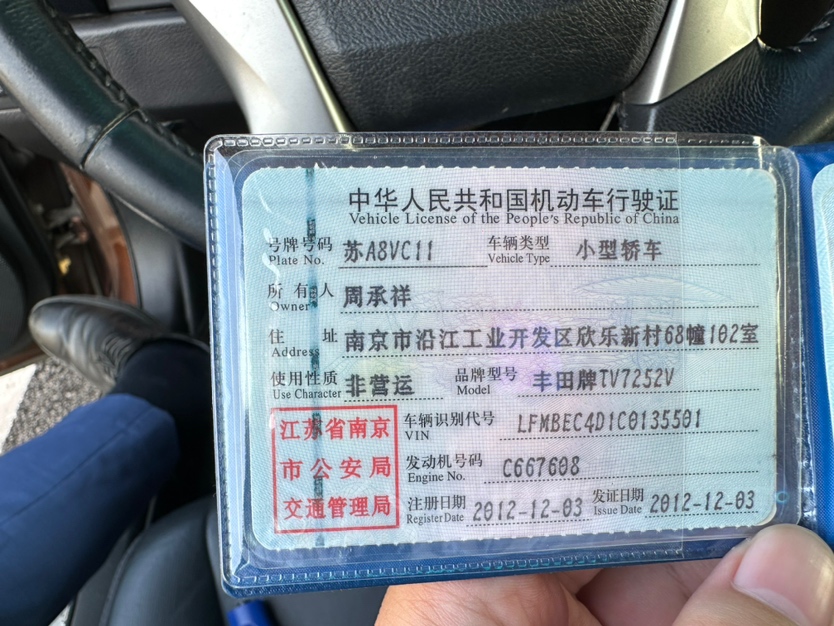 中华人民共和国机动车行驶证
Vehicle License of the People's Republic of China
号牌号码 苏A8VC11 车辆类型 小型轿车
Plate No. Vehicle Type
所有人 周承祥
Owner
住址 南京市沿江工业开发区欣乐新村68幢102室
Address
使用性质 非营运 品牌型号 丰田牌TV7252V
Use Character Model
江苏省南京
市公安局
交通管理局
车辆识别代号 LFMBEC4D1C0135501
VIN
发动机号码 C667608
Engine No.
注册日期 2012-12-03 发证日期 2012-12-03
Register Date Issue Date